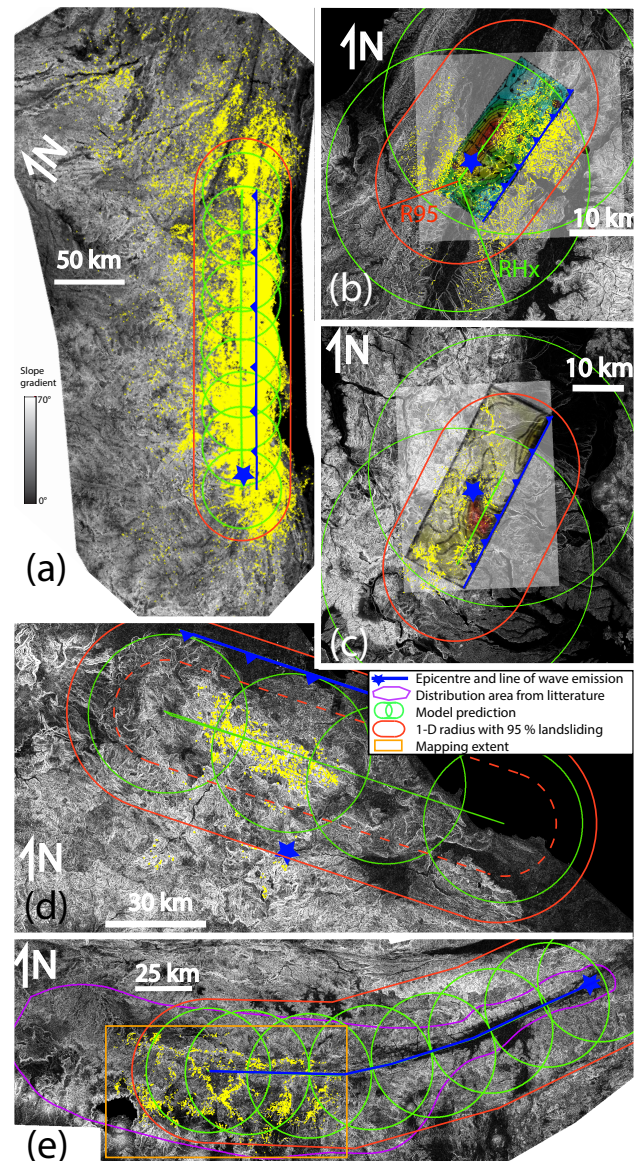 N
50 km
Slope
gradient
70°
0°
(a)
N
R95
RHx
10 km
(b)
N
10 km
(c)
Epicentre and line of wave emission
Distribution area from litterature
Model prediction
1-D radius with 95 % landsliding
Mapping extent
N
(d)
30 km
N
25 km
(e)